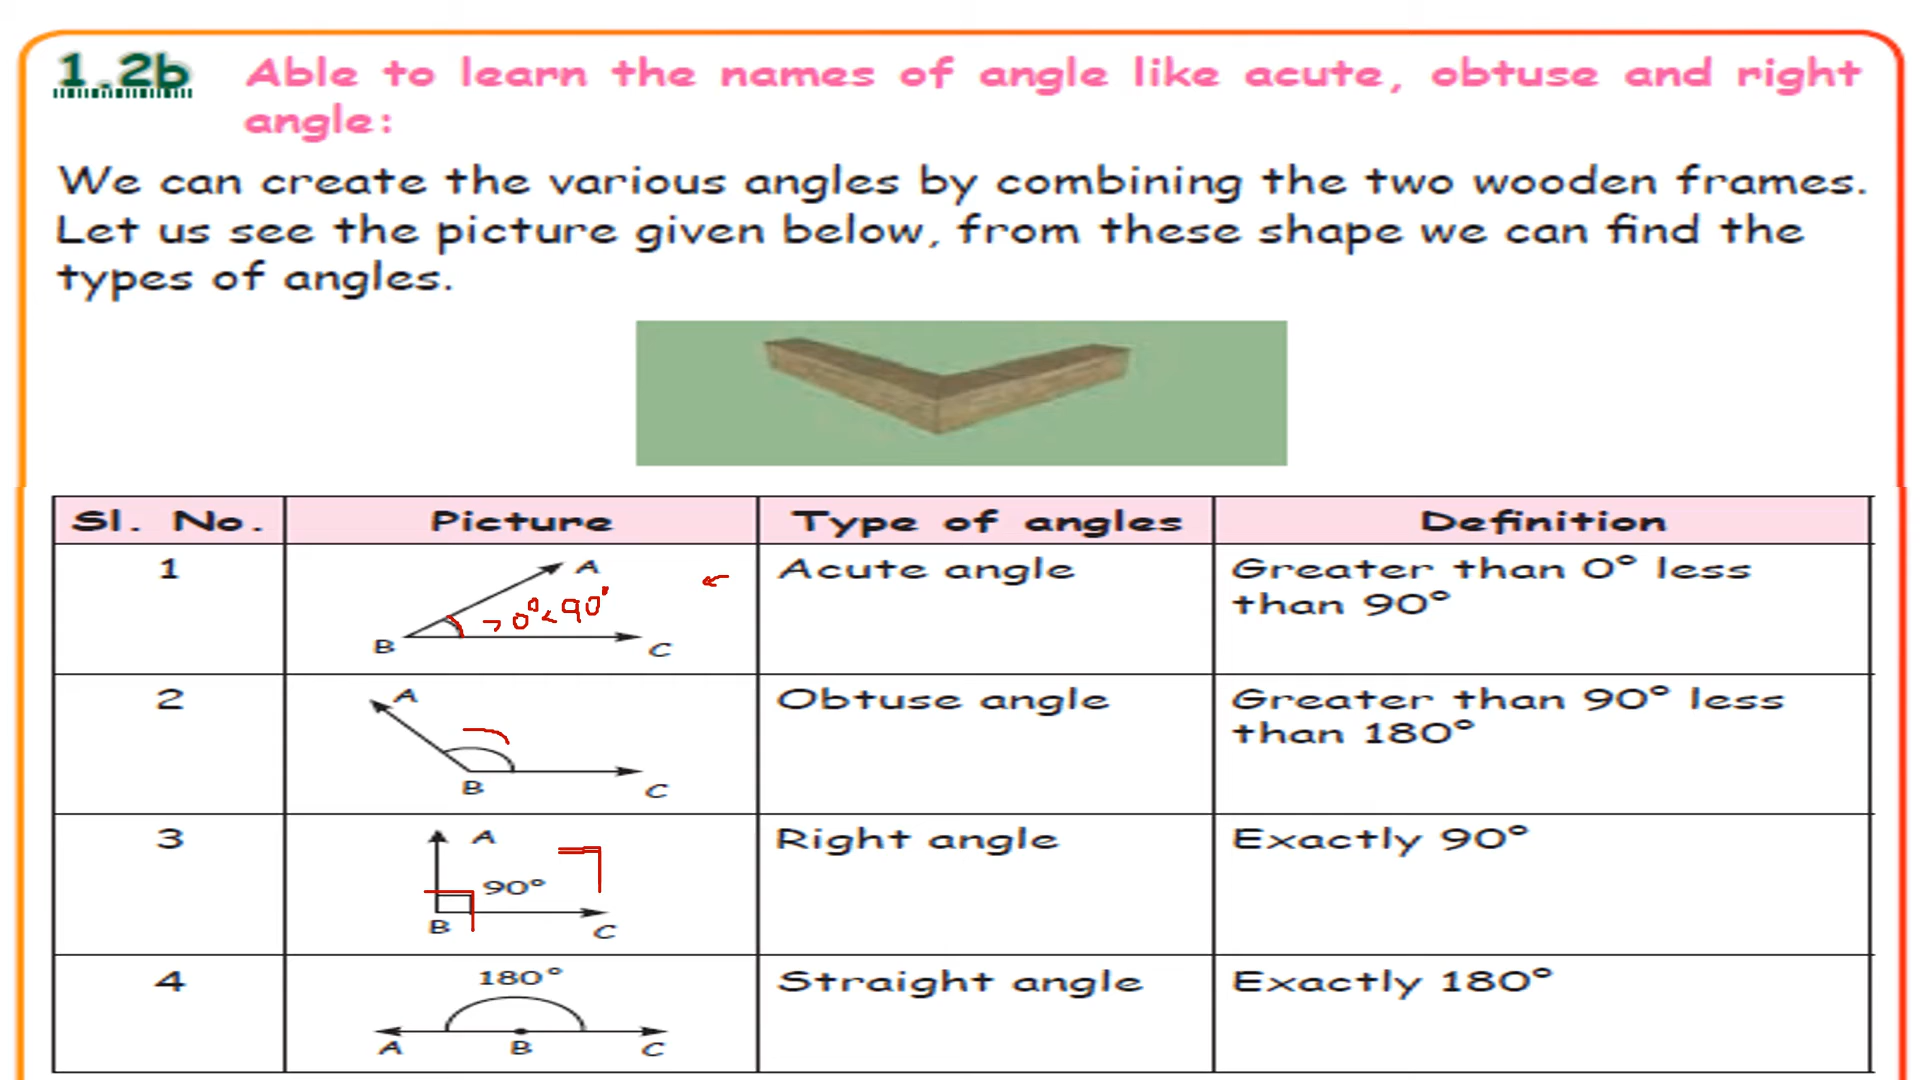 1.2b Able to learn the names of angle like acute, obtuse and right
angle:
We can create the various angles by combining the two wooden frames.
Let us see the picture given below, from these shape we can find the
types of angles.
Sl. No. Picture Type of angles Definition
1 A B C >0°<90° Acute angle Greater than 0° less
than 90°
2 A B C Obtuse angle Greater than 90° less
than 180°
3 A 90° B C Right angle Exactly 90°
4 180° A B C Straight angle Exactly 180°